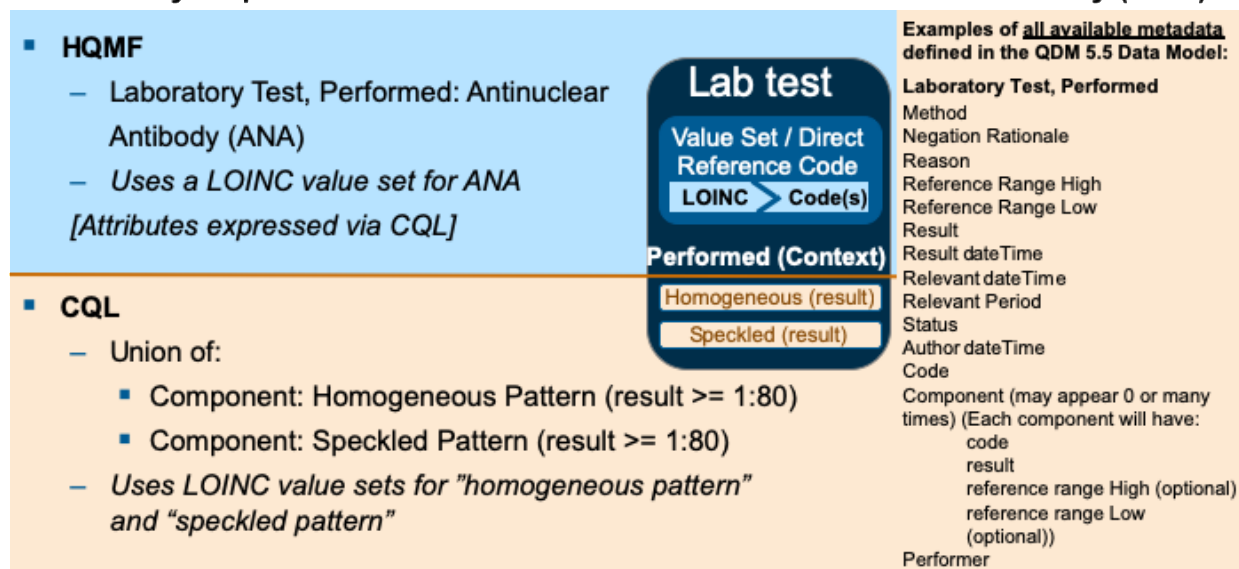 ▪ HQMF
– Laboratory Test, Performed: Antinuclear
Antibody (ANA)
– Uses a LOINC value set for ANA
[Attributes expressed via CQL]
▪ CQL
– Union of:
▪ Component: Homogeneous Pattern (result >= 1:80)
▪ Component: Speckled Pattern (result >= 1:80)
– Uses LOINC value sets for ”homogeneous pattern”
and “speckled pattern”
Lab test
Value Set / Direct
Reference Code
LOINC Code(s)
Performed (Context)
Homogeneous (result)
Speckled (result)
Examples of all available metadata
defined in the QDM 5.5 Data Model:
Laboratory Test, Performed
Method
Negation Rationale
Reason
Reference Range High
Reference Range Low
Result
Result dateTime
Relevant dateTime
Relevant Period
Status
Author dateTime
Code
Component (may appear 0 or many
times) (Each component will have:
code
result
reference range High (optional)
reference range Low
(optional))
Performer